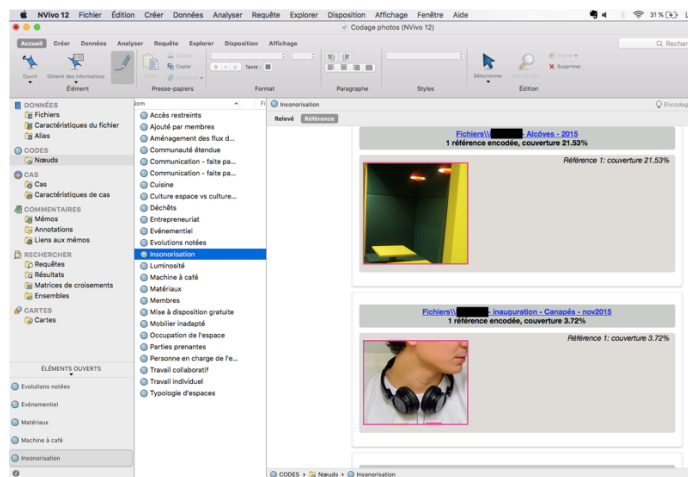 NVivo 12 Fichier Édition Créer Données Analyser Requête Explorer Disposition Affichage Fenêtre Aide 31 %
Codage photos (NVivo 12)
Accueil Créer Données Analyser Requête Explorer Disposition Affichage
Recher
Ouvrir Obtenir des informations
Copier
B I U Texte :
Sélectionner
Supprimer
Élément Presse-papiers Format Paragraphe Styles Édition
DONNÉES
Fichiers
Caractéristiques du fichier
Alias
CODES
Nœuds
CAS
Cas
Caractéristiques de cas
COMMENTAIRES
Mémos
Annotations
Liens aux mémos
RECHERCHER
Requêtes
Résultats
Matrices de croisements
Ensembles
CARTES
Cartes
ÉLÉMENTS OUVERTS
Evolutions notées
Evénementiel
Matériaux
Machine à café
Insonorisation
Fi
Accès restreints
Ajouté par membres
Aménagement des flux d...
Communauté étendue
Communication - faite pa...
Communication - faite pa...
Cuisine
Culture espace vs culture...
Déchêts
Entrepreneuriat
Evénementiel
Evolutions notées
Insonorisation
Luminosité
Machine à café
Matériaux
Membres
Mise à disposition gratuite
Mobilier inadapté
Occupation de l'espace
Parties prenantes
Personne en charge de l'e...
Travail collaboratif
Travail individuel
Typologie d'espaces
Insonorisation
Encodag
Relevé Référence
Fichiers\\ - Alcôves - 2015
1 référence encodée, couverture 21.53%
Référence 1: couverture 21.53%
Fichiers\\ - inauguration - Canapés - nov2015
1 référence encodée, couverture 3.72%
Référence 1: couverture 3.72%
CODES Nœuds Insonorisation